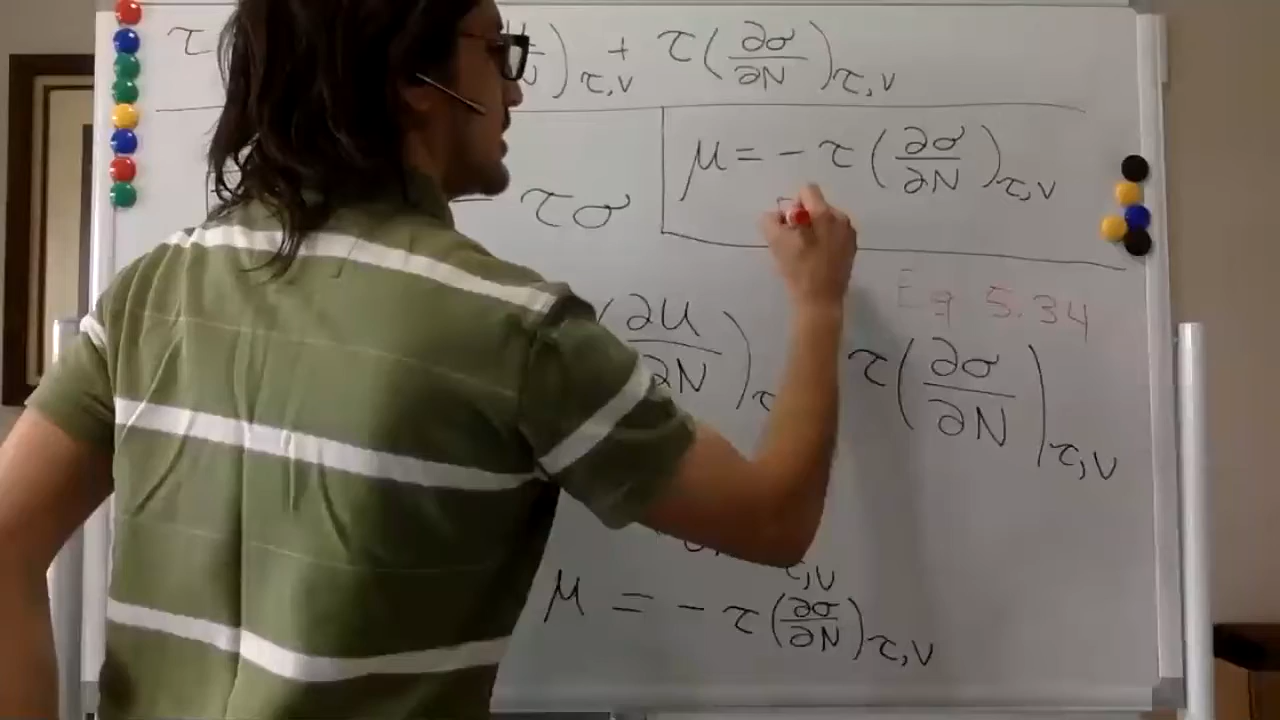 τ ... )τ,V + τ(∂σ/∂N)τ,V
- τσ
μ = - τ(∂σ/∂N)τ,V
Eq 5.34
(∂U/∂N)τ
τ(∂σ/∂N)τ,V
τ,V
μ = - τ(∂σ/∂N)τ,V